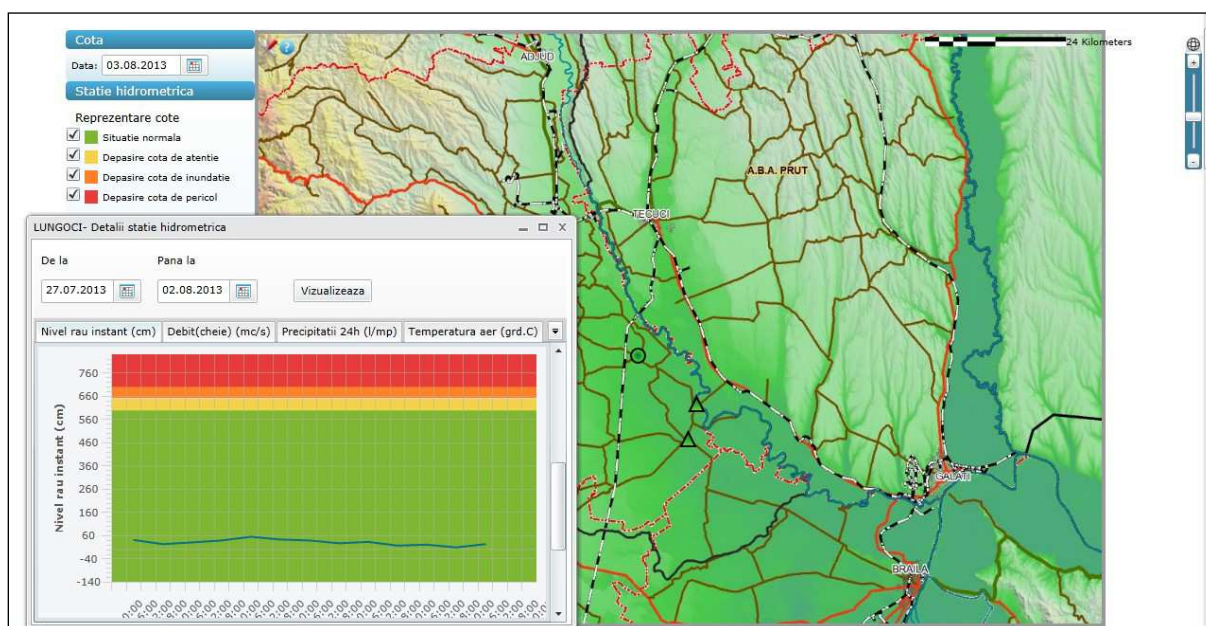 Cota
Data: 03.08.2013
Statie hidrometrica
Reprezentare cote
Situatie normala
Depasire cota de atentie
Depasire cota de inundatie
Depasire cota de pericol
24 Kilometers
ADJUD
A.B.A. PRUT
TECUCI
GALATI
BRAILA
LUNGOCI- Detalii statie hidrometrica
De la
Pana la
27.07.2013
02.08.2013
Vizualizeaza
Nivel rau instant (cm)
Debit(cheie) (mc/s)
Precipitatii 24h (l/mp)
Temperatura aer (grd.C)
Nivel rau instant (cm)
760
660
560
460
360
260
160
60
-40
-140